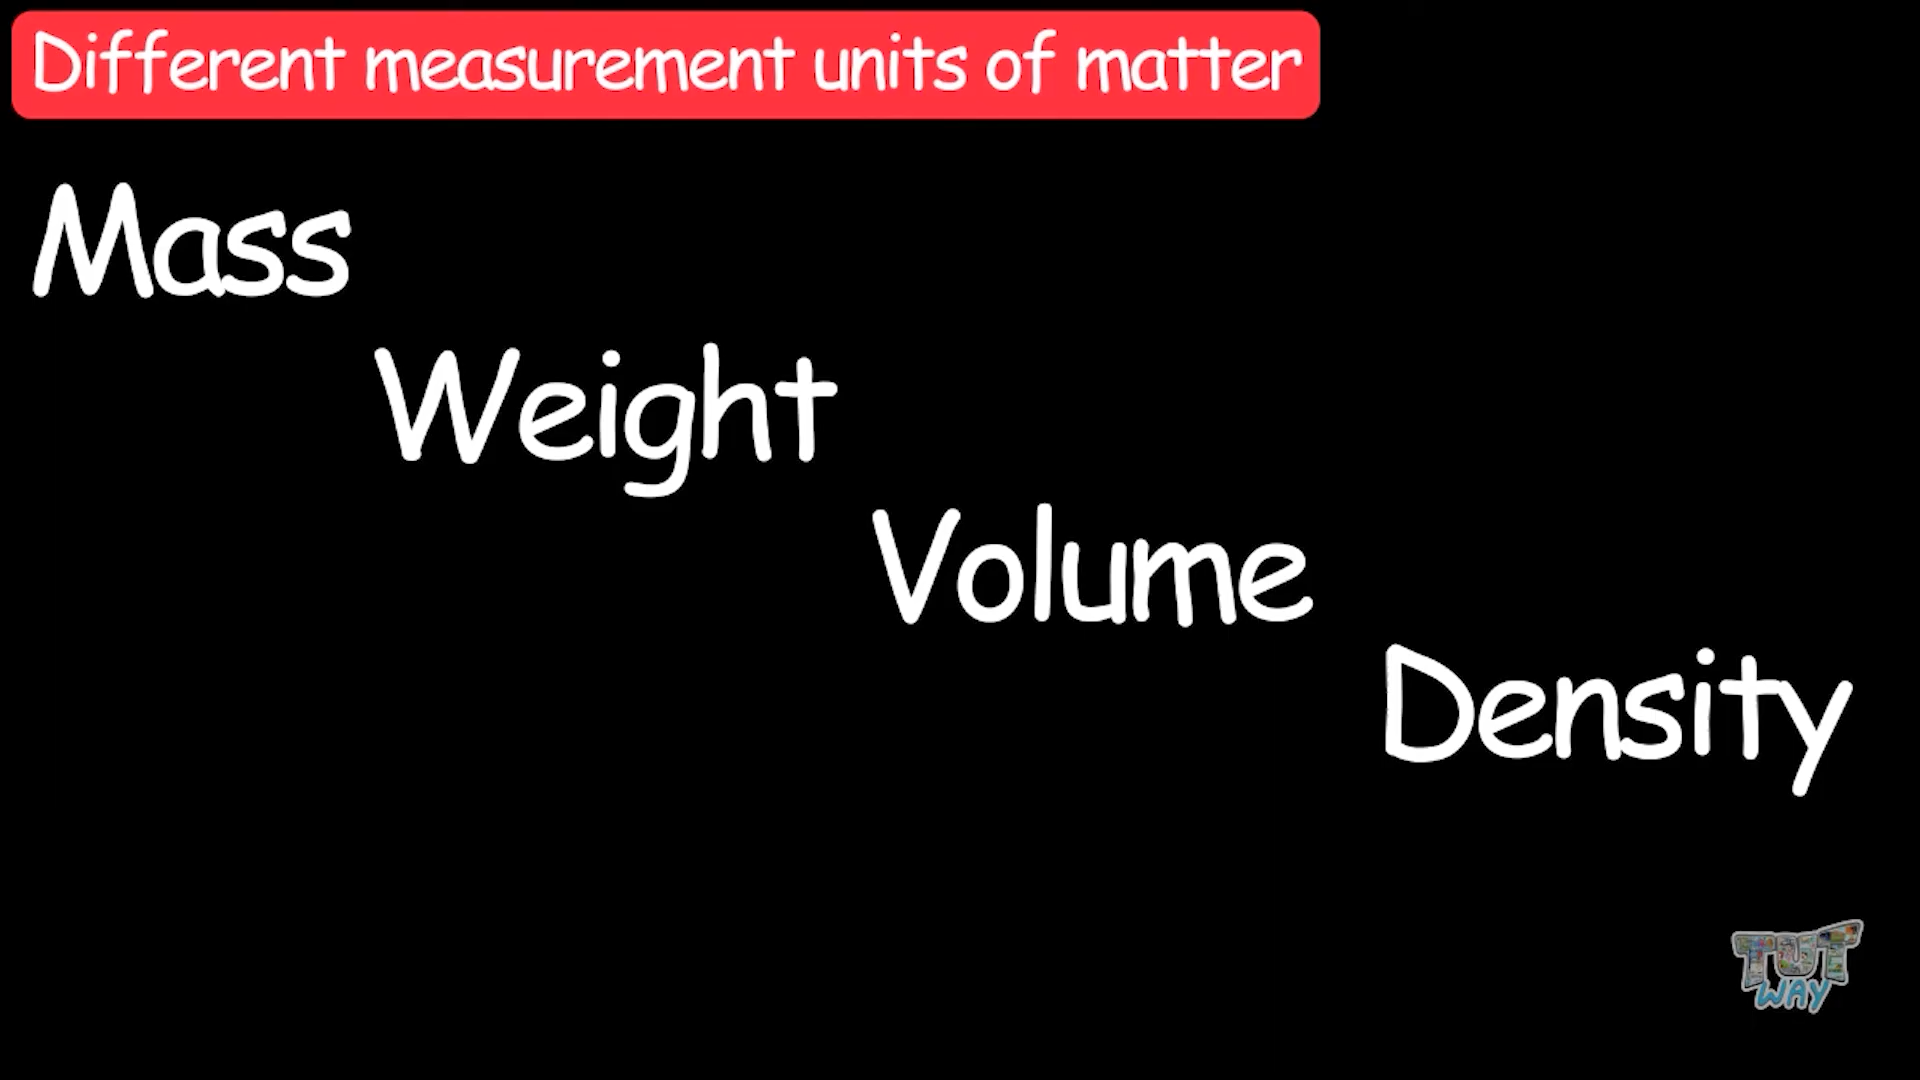 Different measurement units of matter
Mass
Weight
Volume
Density
TUT
WAY